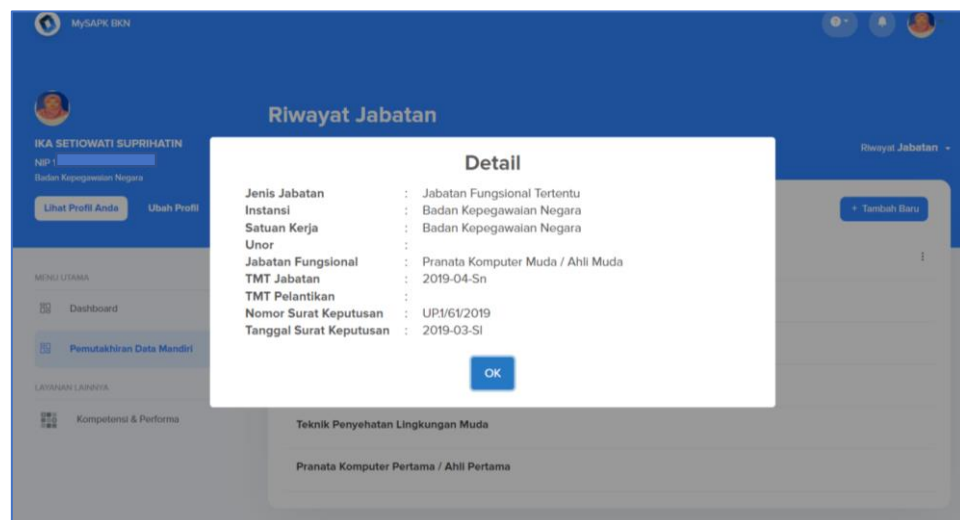 MySAPK BKN
Riwayat Jabatan
IKA SETIOWATI SUPRIHATIN
NIP 1
Badan Kepegawaian Negara
Lihat Profil Anda
Ubah Profil
Riwayat Jabatan
+ Tambah Baru
MENU UTAMA
Dashboard
Pemutakhiran Data Mandiri
LAYANAN LAINNYA
Kompetensi & Performa
Detail
Jenis Jabatan : Jabatan Fungsional Tertentu
Instansi : Badan Kepegawaian Negara
Satuan Kerja : Badan Kepegawaian Negara
Unor :
Jabatan Fungsional : Pranata Komputer Muda / Ahli Muda
TMT Jabatan : 2019-04-Sn
TMT Pelantikan :
Nomor Surat Keputusan : UP.1/61/2019
Tanggal Surat Keputusan : 2019-03-Sl
OK
Teknik Penyehatan Lingkungan Muda
Pranata Komputer Pertama / Ahli Pertama